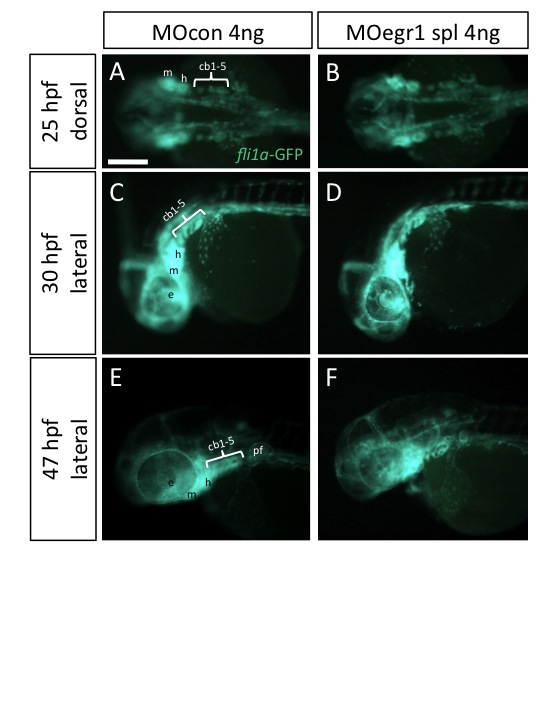 MOcon 4ng
MOegr1 spl 4ng
25 hpf
dorsal
A
m
h
cb1-5
fli1a-GFP
B
30 hpf
lateral
C
cb1-5
h
m
e
D
47 hpf
lateral
E
cb1-5
pf
e
h
m
F